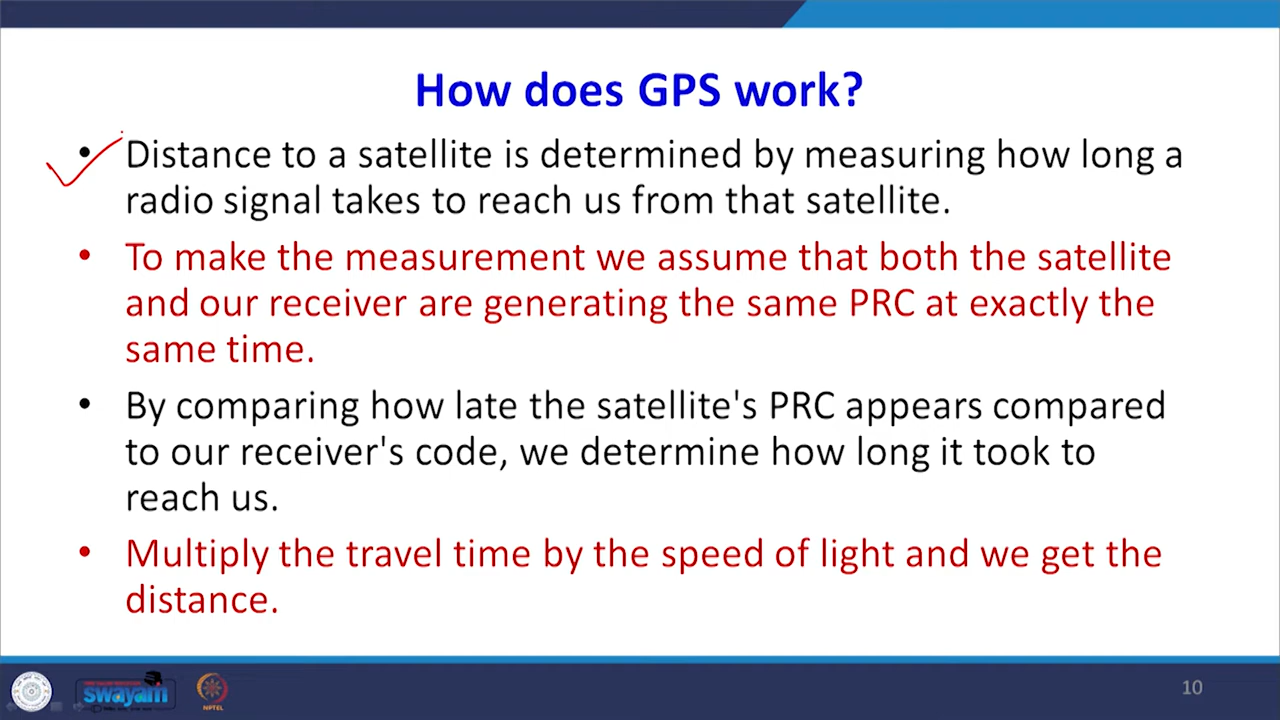 How does GPS work?
• Distance to a satellite is determined by measuring how long a
radio signal takes to reach us from that satellite.
• To make the measurement we assume that both the satellite
and our receiver are generating the same PRC at exactly the
same time.
• By comparing how late the satellite's PRC appears compared
to our receiver's code, we determine how long it took to
reach us.
• Multiply the travel time by the speed of light and we get the
distance.
swayam
NPTEL
10